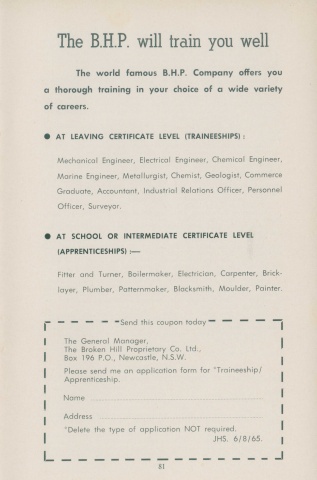 The B.H.P. will train you well
The world famous B.H.P. Company offers you
a thorough training in your choice of a wide variety
of careers.
● AT LEAVING CERTIFICATE LEVEL (TRAINEESHIPS) :
Mechanical Engineer, Electrical Engineer, Chemical Engineer,
Marine Engineer, Metallurgist, Chemist, Geologist, Commerce
Graduate, Accountant, Industrial Relations Officer, Personnel
Officer, Surveyor.
● AT SCHOOL OR INTERMEDIATE CERTIFICATE LEVEL
(APPRENTICESHIPS) :—
Fitter and Turner, Boilermaker, Electrician, Carpenter, Brick-
layer, Plumber, Patternmaker, Blacksmith, Moulder, Painter.
Send this coupon today
The General Manager,
The Broken Hill Proprietary Co. Ltd.,
Box 196 P.O., Newcastle, N.S.W.
Please send me an application form for *Traineeship/
Apprenticeship.
Name
Address
*Delete the type of application NOT required.
JHS. 6/8/65.
81